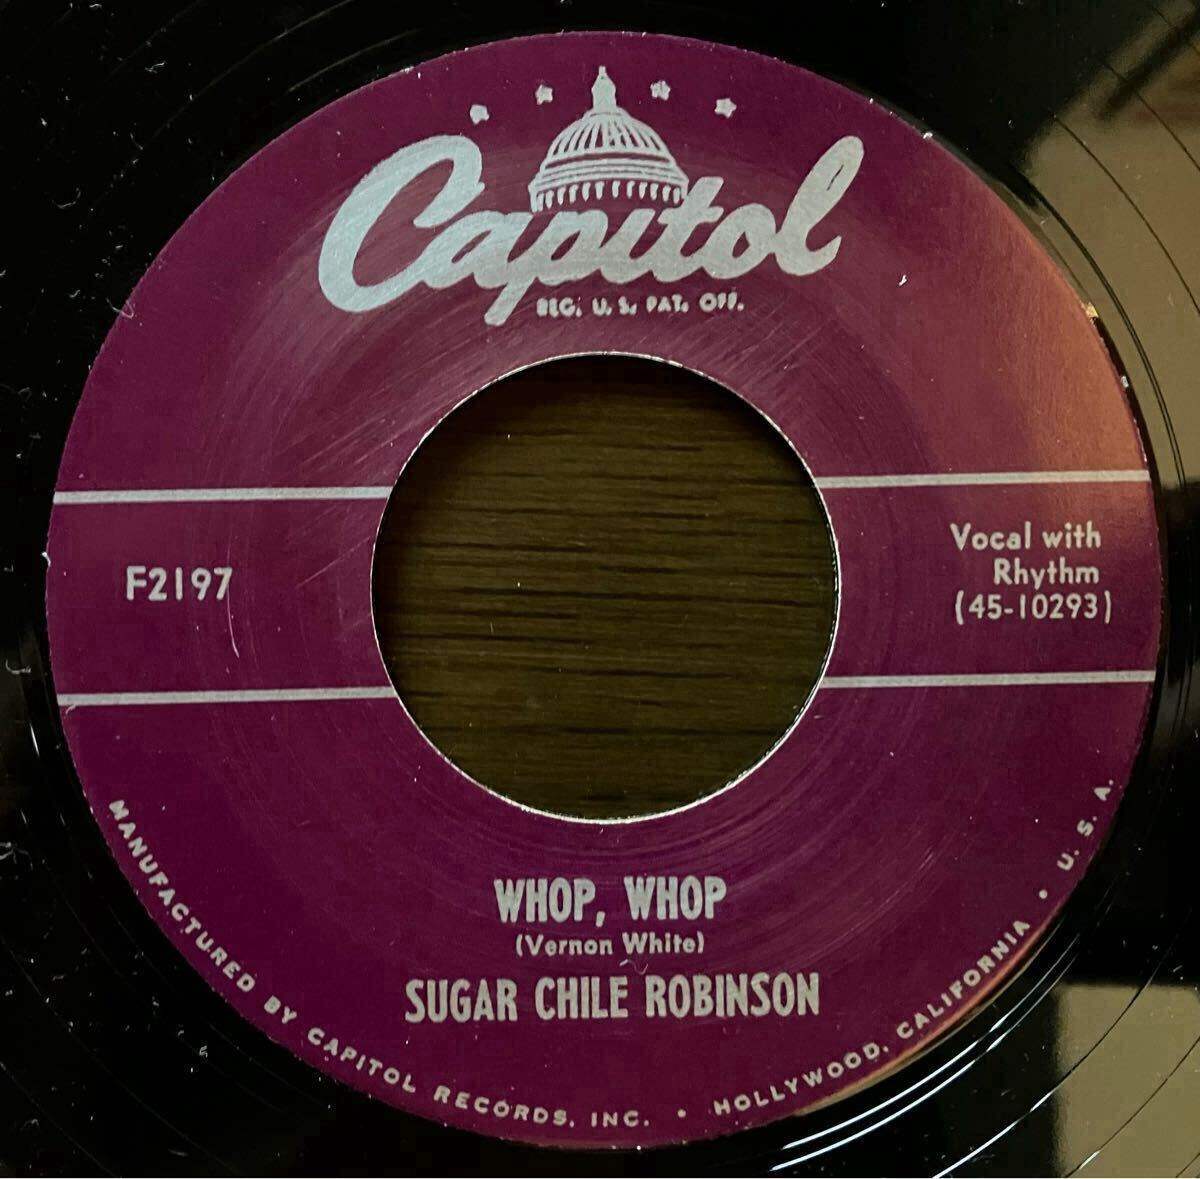 Capitol
REG. U. S. PAT. OFF.
F2197
Vocal with
Rhythm
(45-10293)
WHOP, WHOP
(Vernon White)
SUGAR CHILE ROBINSON
MANUFACTURED BY CAPITOL RECORDS, INC. • HOLLYWOOD, CALIFORNIA • U. S. A.